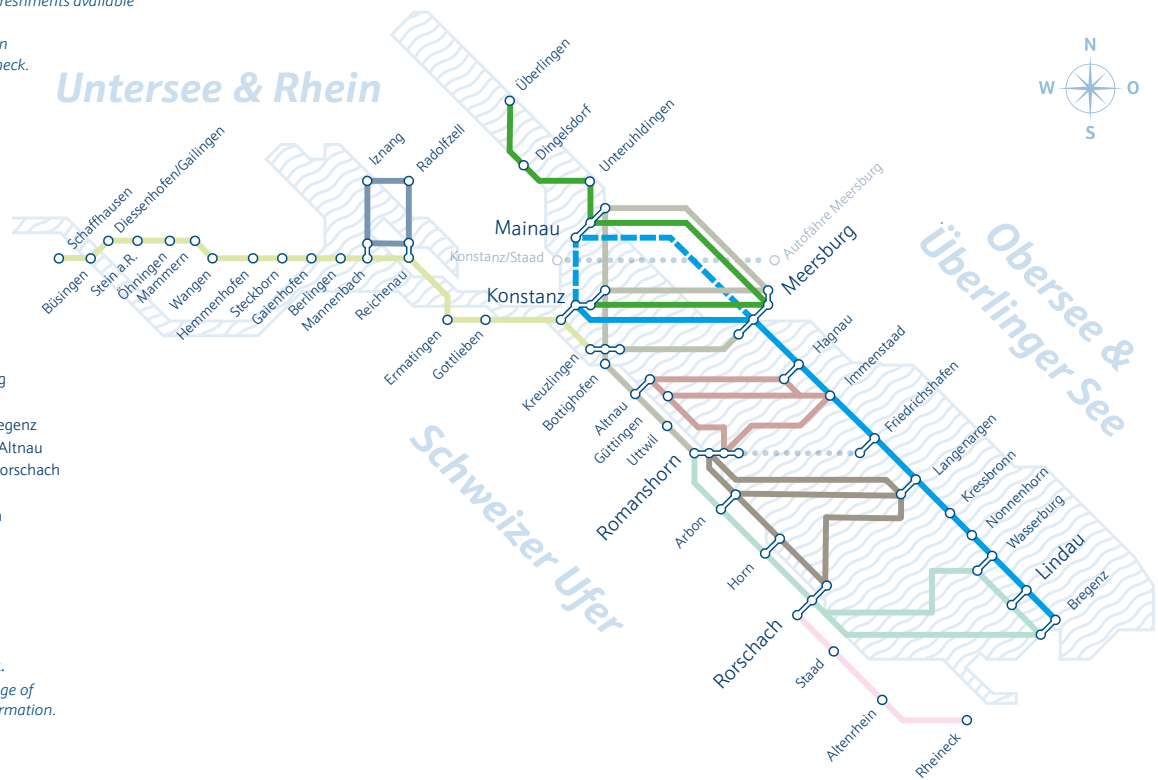 reshments available
n
neck.
Untersee & Rhein
N
W
O
S
Überlingen
Dingelsdorf
Unteruhldingen
Iznang
Radolfzell
Schaffhausen
Diessenhofen/Gailingen
Büsingen
Stein a.R.
Öhningen
Mammern
Wangen
Hemmenhofen
Steckborn
Gaienhofen
Berlingen
Mannenbach
Reichenau
Ermatingen
Gottlieben
Mainau
Konstanz/Staad
Autofähre Meersburg
Meersburg
Konstanz
Obersee &
Überlinger See
Kreuzlingen
Bottighofen
Hagnau
Immenstaad
Friedrichshafen
Altnau
Güttingen
Uttwil
Romanshorn
Langenargen
Kressbronn
Nonnenhorn
Wasserburg
Lindau
Bregenz
Schweizer Ufer
Arbon
Horn
Rorschach
Staad
Altenrhein
Rheineck
g
egenz
Altnau
orschach
n
.
ge of
rmation.